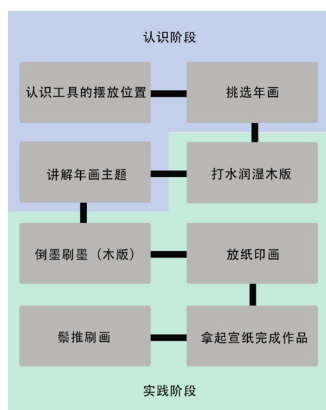 认识阶段
认识工具的摆放位置
挑选年画
讲解年画主题
打水润湿木版
倒墨刷墨（木版）
放纸印画
鬃推刷画
拿起宣纸完成作品
实践阶段